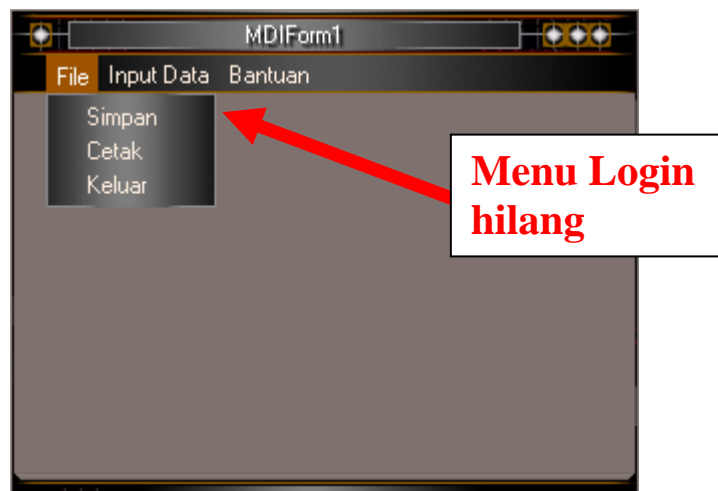 MDIForm1
File Input Data Bantuan
Simpan
Cetak
Keluar
Menu Login
hilang